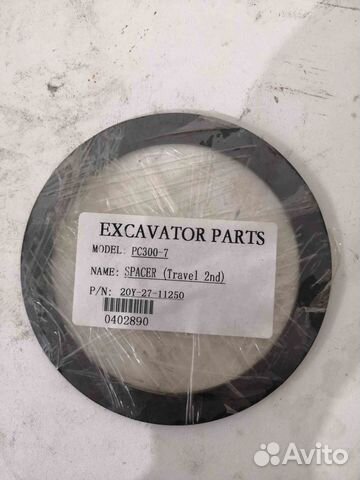 EXCAVATOR PARTS
MODEL: PC300-7
NAME: SPACER (Travel 2nd)
P/N: 20Y-27-11250
0402890
Avito